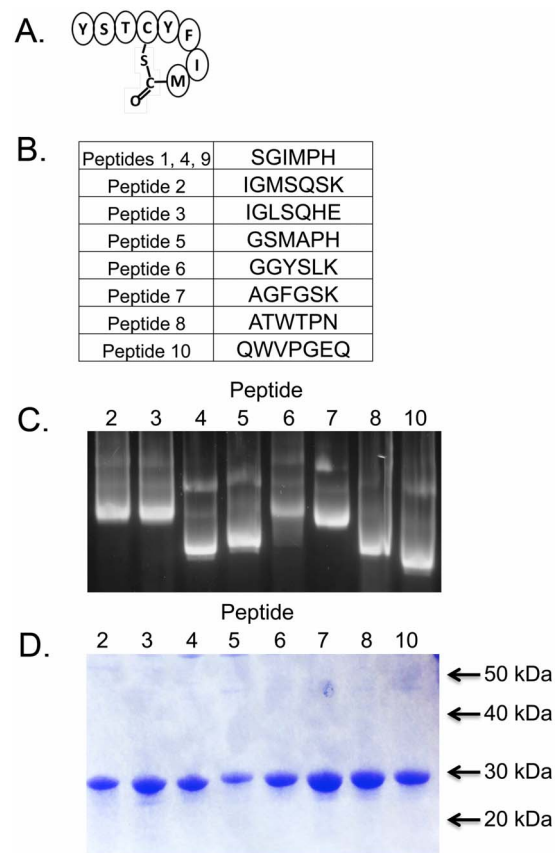 A.
Y S T C Y F I M
S
C
O
B.
Peptides 1, 4, 9 SGIMPH
Peptide 2 IGMSQSK
Peptide 3 IGLSQHE
Peptide 5 GSMAPH
Peptide 6 GGYSLK
Peptide 7 AGFGSK
Peptide 8 ATWTPN
Peptide 10 QWVPGEQ
Peptide
C.
2 3 4 5 6 7 8 10
Peptide
D.
2 3 4 5 6 7 8 10
50 kDa
40 kDa
30 kDa
20 kDa